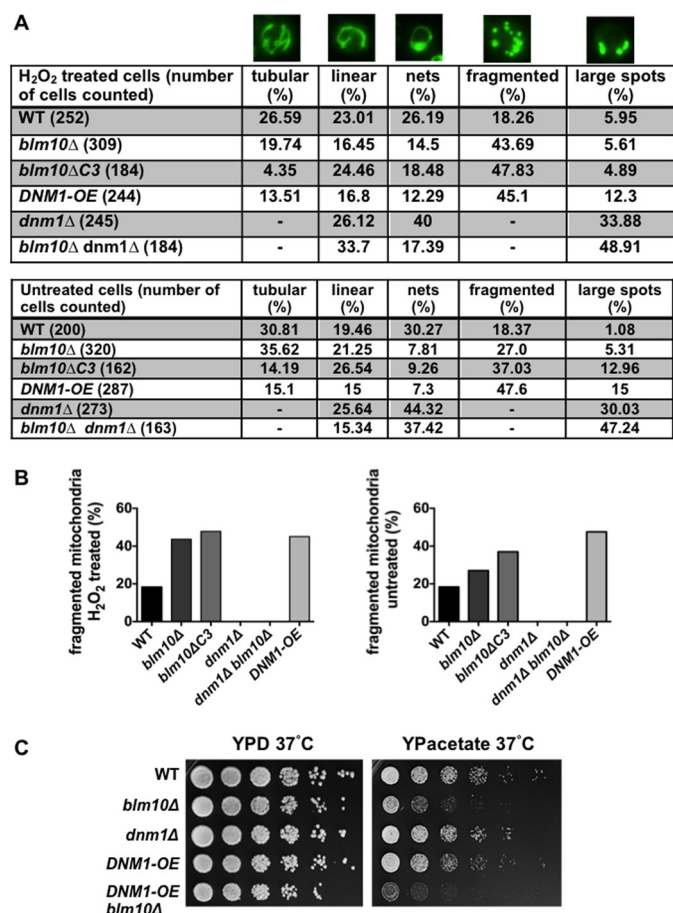 A
H₂O₂ treated cells (number of cells counted) tubular (%) linear (%) nets (%) fragmented (%) large spots (%)
WT (252) 26.59 23.01 26.19 18.26 5.95
blm10Δ (309) 19.74 16.45 14.5 43.69 5.61
blm10ΔC3 (184) 4.35 24.46 18.48 47.83 4.89
DNM1-OE (244) 13.51 16.8 12.29 45.1 12.3
dnm1Δ (245) - 26.12 40 - 33.88
blm10Δ dnm1Δ (184) - 33.7 17.39 - 48.91
Untreated cells (number of cells counted) tubular (%) linear (%) nets (%) fragmented (%) large spots (%)
WT (200) 30.81 19.46 30.27 18.37 1.08
blm10Δ (320) 35.62 21.25 7.81 27.0 5.31
blm10ΔC3 (162) 14.19 26.54 9.26 37.03 12.96
DNM1-OE (287) 15.1 15 7.3 47.6 15
dnm1Δ (273) - 25.64 44.32 - 30.03
blm10Δ dnm1Δ (163) - 15.34 37.42 - 47.24
B
fragmented mitochondria
H₂O₂ treated (%)
60
40
20
0
WT
blm10Δ
blm10ΔC3
dnm1Δ
dnm1Δ blm10Δ
DNM1-OE
fragmented mitochondria
untreated (%)
60
40
20
0
WT
blm10Δ
blm10ΔC3
dnm1Δ
dnm1Δ blm10Δ
DNM1-OE
C
YPD 37°C YPacetate 37°C
WT
blm10Δ
dnm1Δ
DNM1-OE
DNM1-OE
blm10Δ